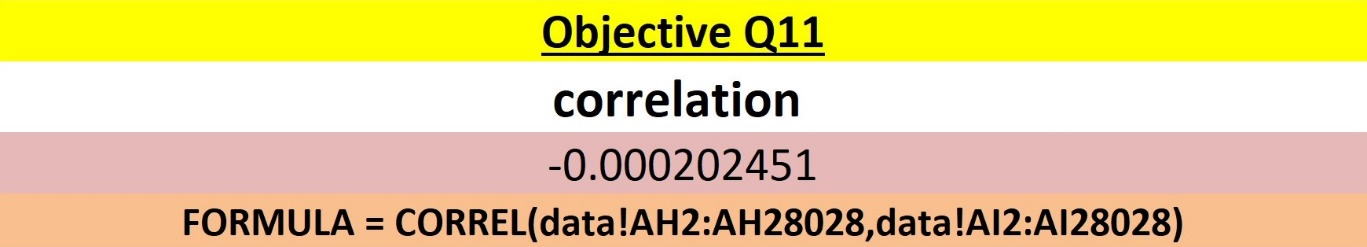 Objective Q11
correlation
-0.000202451
FORMULA = CORREL(data!AH2:AH28028,data!AI2:AI28028)